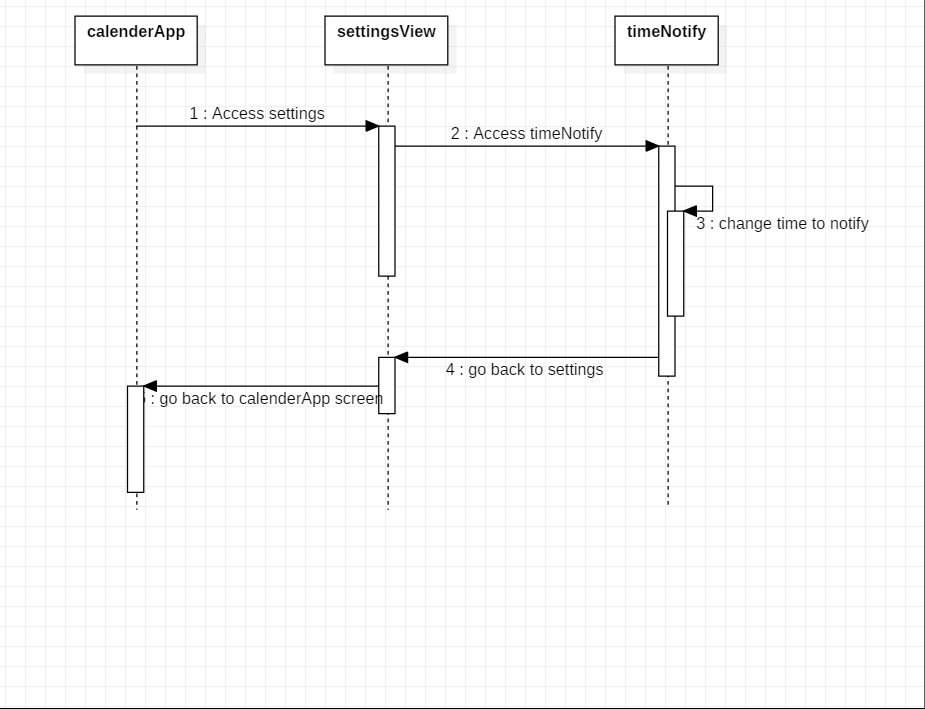 calenderApp
settingsView
timeNotify
1 : Access settings
2 : Access timeNotify
3 : change time to notify
4 : go back to settings
: go back to calenderApp screen